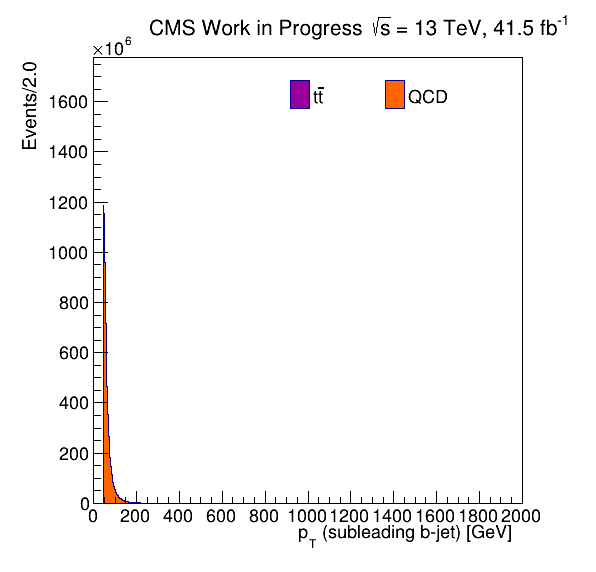 CMS Work in Progress √s = 13 TeV, 41.5 fb⁻¹
×10⁶
Events/2.0
tt̅ QCD
1600
1400
1200
1000
800
600
400
200
0
0 200 400 600 800 1000 1200 1400 1600 1800 2000
p_T (subleading b-jet) [GeV]